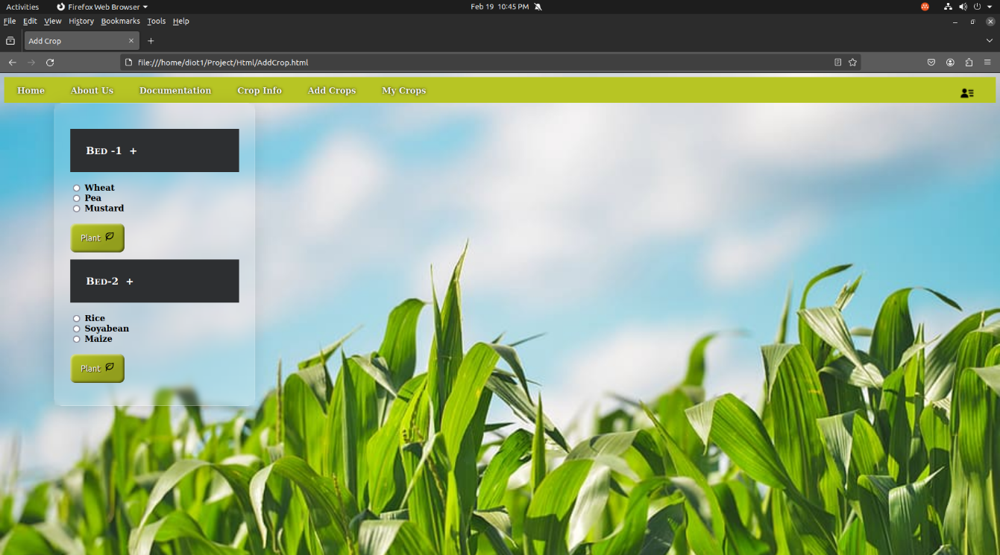 Activities Firefox Web Browser Feb 19 10:45 PM
File Edit View History Bookmarks Tools Help
Add Crop
file:///home/diot1/Project/Html/AddCrop.html
Home About Us Documentation Crop Info Add Crops My Crops
Bed -1 +
Wheat
Pea
Mustard
Plant
Bed-2 +
Rice
Soyabean
Maize
Plant